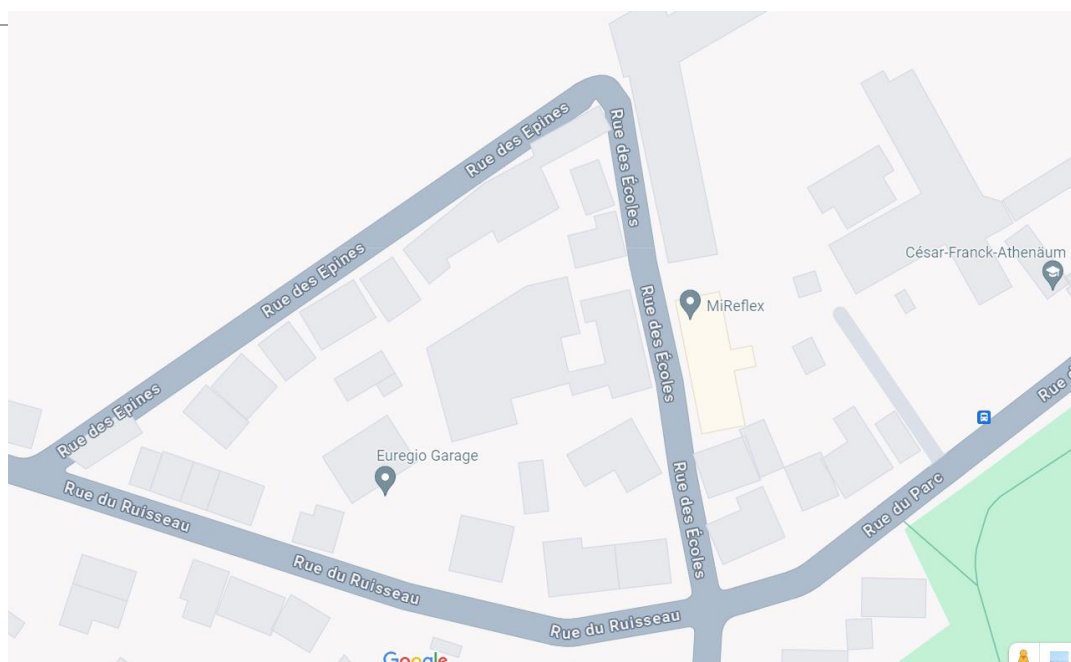 Rue des Epines
Rue des Écoles
Rue des Epines
César-Franck-Athenäum
Rue des Écoles
MiReflex
Rue des Epines
Rue du Parc
Euregio Garage
Rue des Écoles
Rue du Ruisseau
Rue du Ruisseau
Rue du Ruisseau
Google